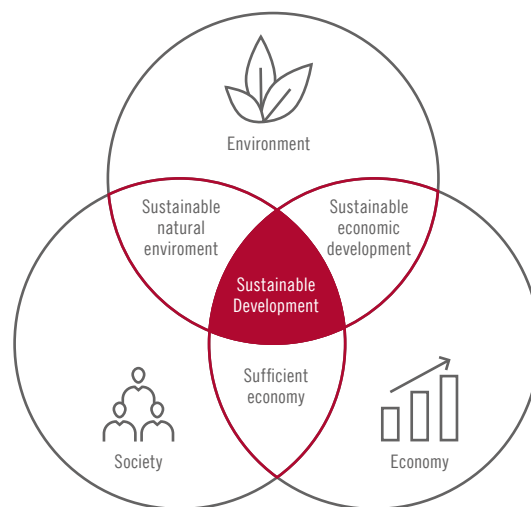 Environment
Sustainable
natural
enviroment
Sustainable
economic
development
Sustainable
Development
Sufficient
economy
Society
Economy